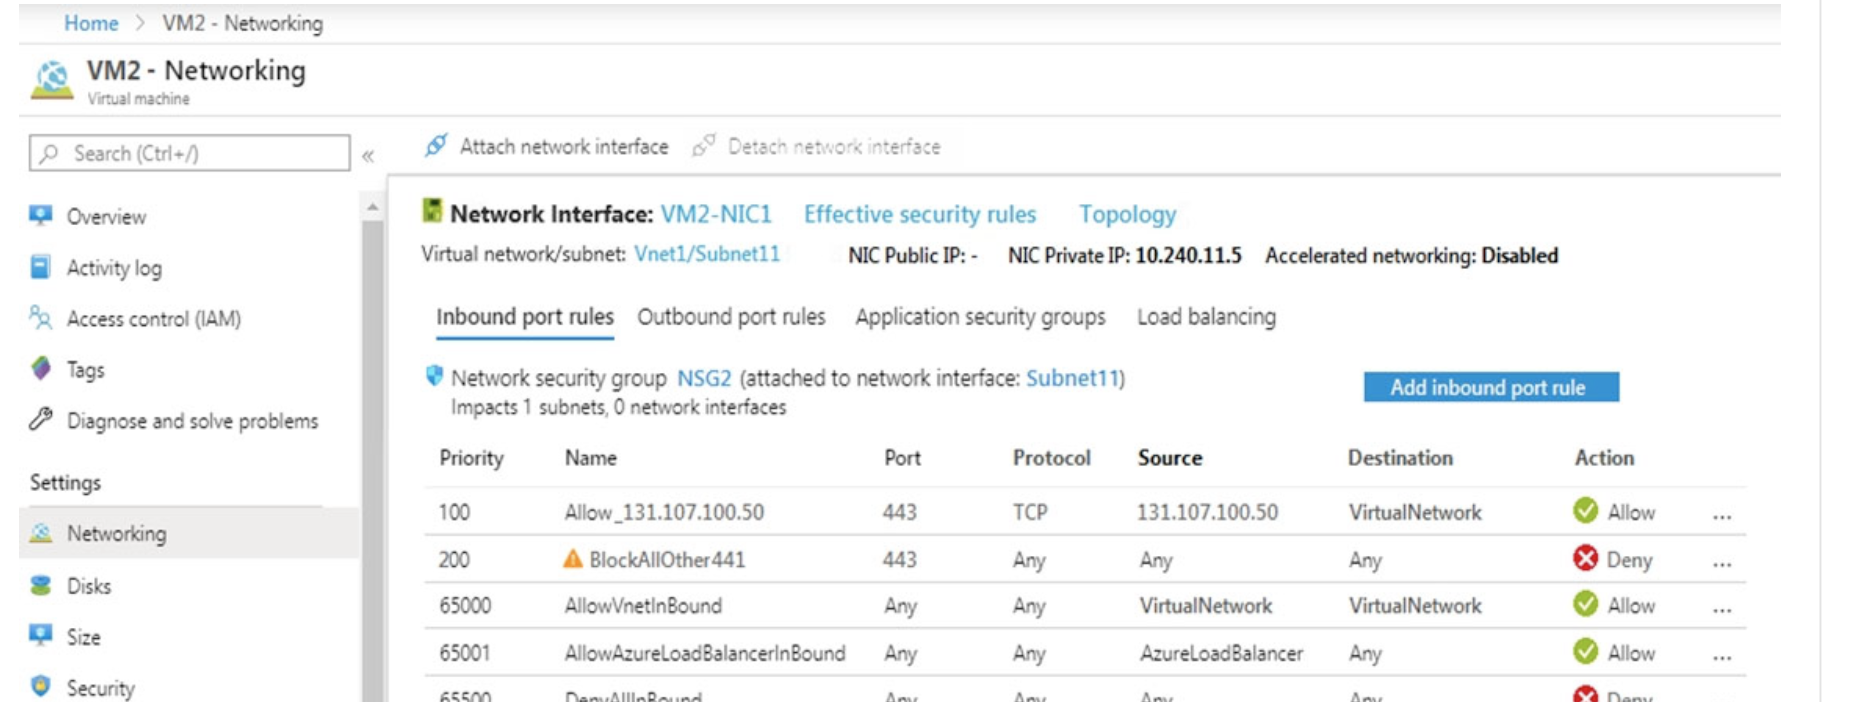 Home > VM2 - Networking
VM2 - Networking
Virtual machine
Search (Ctrl+/)
«
Overview
Activity log
Access control (IAM)
Tags
Diagnose and solve problems
Settings
Networking
Disks
Size
Security
Attach network interface Detach network interface
Network Interface: VM2-NIC1 Effective security rules Topology
Virtual network/subnet: Vnet1/Subnet11 NIC Public IP: - NIC Private IP: 10.240.11.5 Accelerated networking: Disabled
Inbound port rules Outbound port rules Application security groups Load balancing
Network security group NSG2 (attached to network interface: Subnet11)
Impacts 1 subnets, 0 network interfaces
Add inbound port rule
Priority Name Port Protocol Source Destination Action
100 Allow_131.107.100.50 443 TCP 131.107.100.50 VirtualNetwork Allow ...
200 BlockAllOther441 443 Any Any Any Deny ...
65000 AllowVnetInBound Any Any VirtualNetwork VirtualNetwork Allow ...
65001 AllowAzureLoadBalancerInBound Any Any AzureLoadBalancer Any Allow ...
65500 DenyAllInBound Any Any Any Any Deny